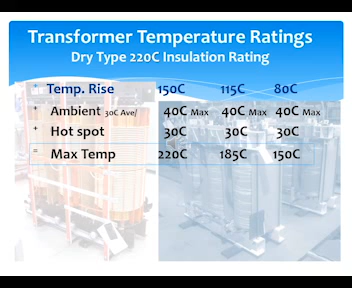 Transformer Temperature Ratings
Dry Type 220C Insulation Rating
+ Temp. Rise 150C 115C 80C
+ Ambient 30C Ave/ 40C Max 40C Max 40C Max
+ Hot spot 30C 30C 30C
= Max Temp 220C 185C 150C